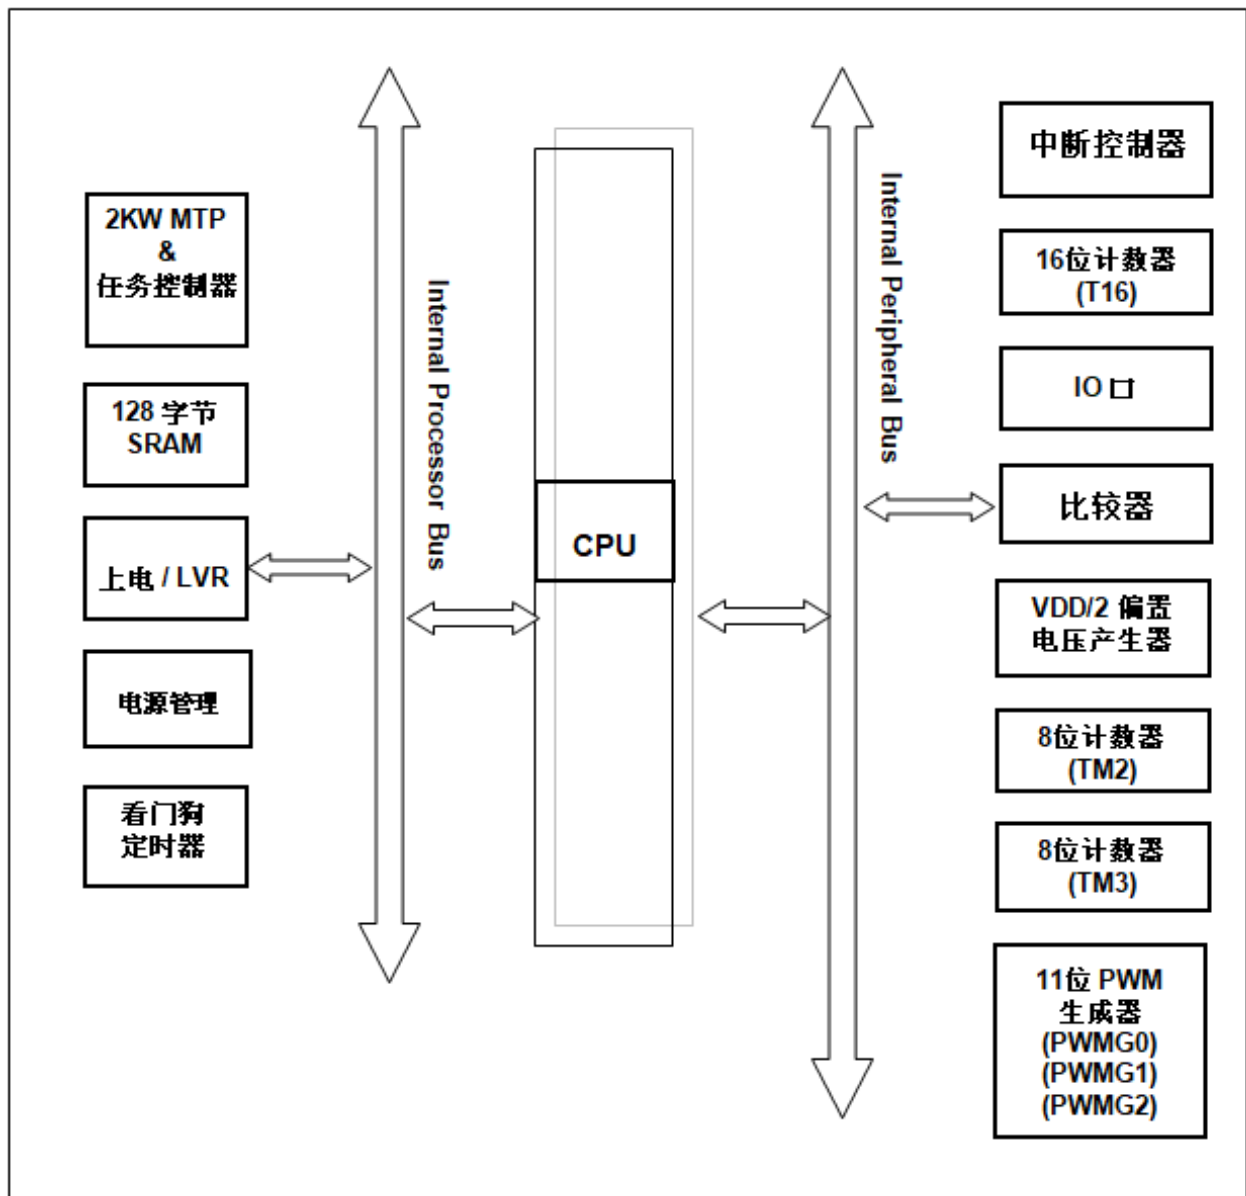 2KW MTP
&
任务控制器
128 字节
SRAM
上电 / LVR
电源管理
看门狗
定时器
Internal Processor Bus
CPU
Internal Peripheral Bus
中断控制器
16位计数器
(T16)
IO 口
比较器
VDD/2 偏置
电压产生器
8位计数器
(TM2)
8位计数器
(TM3)
11位 PWM
生成器
(PWMG0)
(PWMG1)
(PWMG2)